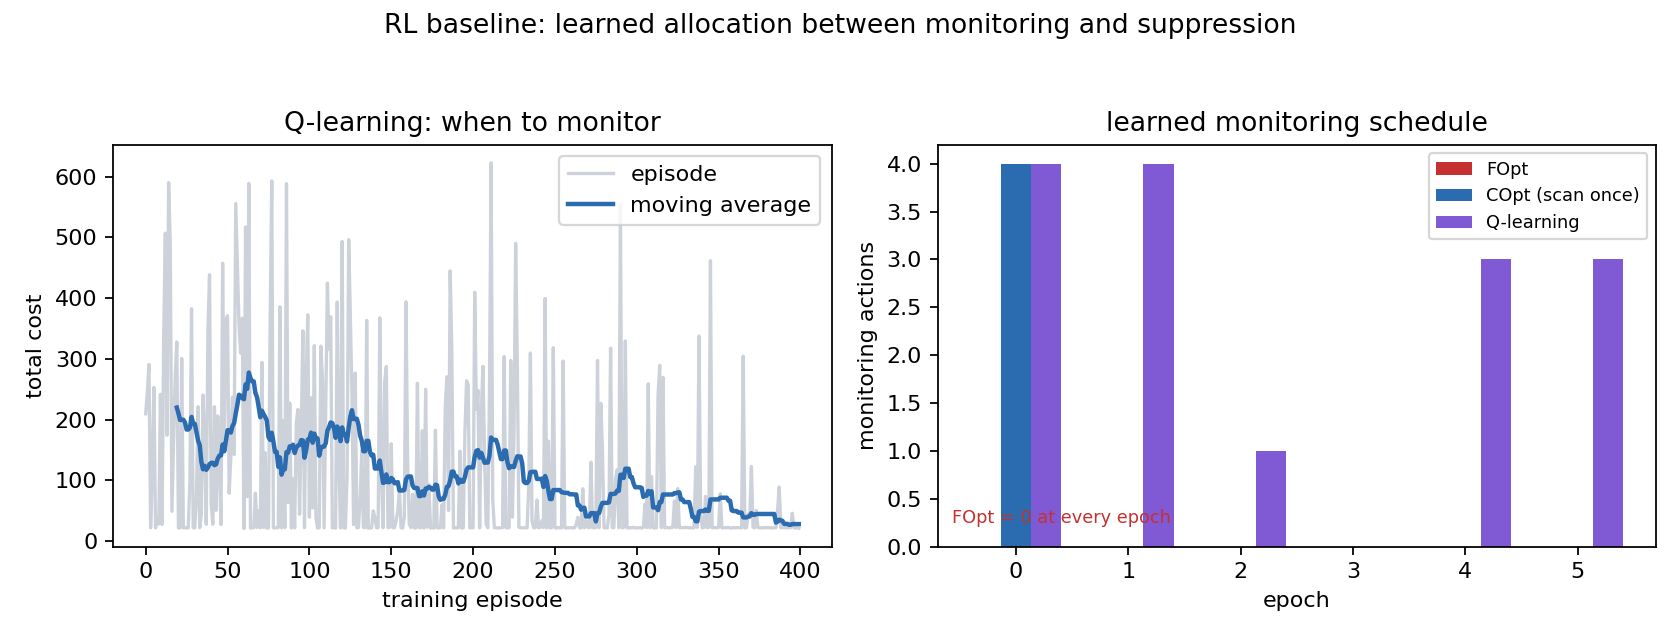 RL baseline: learned allocation between monitoring and suppression
Q-learning: when to monitor
total cost
600
500
400
300
200
100
0
episode
moving average
0 50 100 150 200 250 300 350 400
training episode
learned monitoring schedule
monitoring actions
4.0
3.5
3.0
2.5
2.0
1.5
1.0
0.5
0.0
FOpt
COpt (scan once)
Q-learning
FOpt = 0 at every epoch
0 1 2 3 4 5
epoch